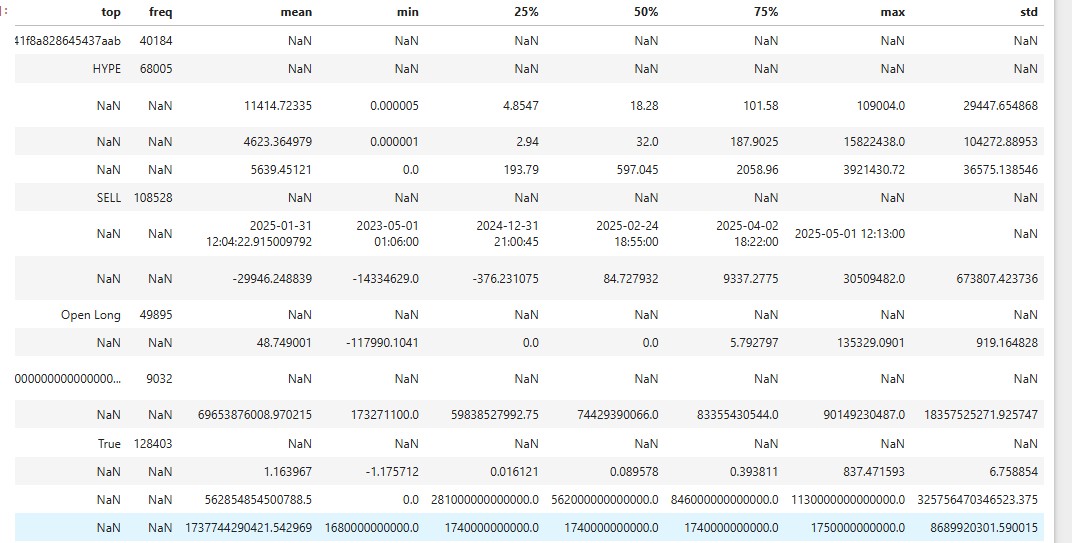 top freq mean min 25% 50% 75% max std
41f8a828645437aab 40184 NaN NaN NaN NaN NaN NaN NaN
HYPE 68005 NaN NaN NaN NaN NaN NaN NaN
NaN NaN 11414.72335 0.000005 4.8547 18.28 101.58 109004.0 29447.654868
NaN NaN 4623.364979 0.000001 2.94 32.0 187.9025 15822438.0 104272.88953
NaN NaN 5639.45121 0.0 193.79 597.045 2058.96 3921430.72 36575.138546
SELL 108528 NaN NaN NaN NaN NaN NaN NaN
NaN NaN 2025-01-31 12:04:22.915009792 2023-05-01 01:06:00 2024-12-31 21:00:45 2025-02-24 18:55:00 2025-04-02 18:22:00 2025-05-01 12:13:00 NaN
NaN NaN -29946.248839 -14334629.0 -376.231075 84.727932 9337.2775 30509482.0 673807.423736
Open Long 49895 NaN NaN NaN NaN NaN NaN NaN
NaN NaN 48.749001 -117990.1041 0.0 0.0 5.792797 135329.0901 919.164828
000000000000000... 9032 NaN NaN NaN NaN NaN NaN NaN
NaN NaN 69653876008.970215 173271100.0 59838527992.75 74429390066.0 83355430544.0 90149230487.0 18357525271.925747
True 128403 NaN NaN NaN NaN NaN NaN NaN
NaN NaN 1.163967 -1.175712 0.016121 0.089578 0.393811 837.471593 6.758854
NaN NaN 562854854500788.5 0.0 281000000000000.0 562000000000000.0 846000000000000.0 1130000000000000.0 325756470346523.375
NaN NaN 1737744290421.542969 1680000000000.0 1740000000000.0 1740000000000.0 1740000000000.0 1750000000000.0 8689920301.590015